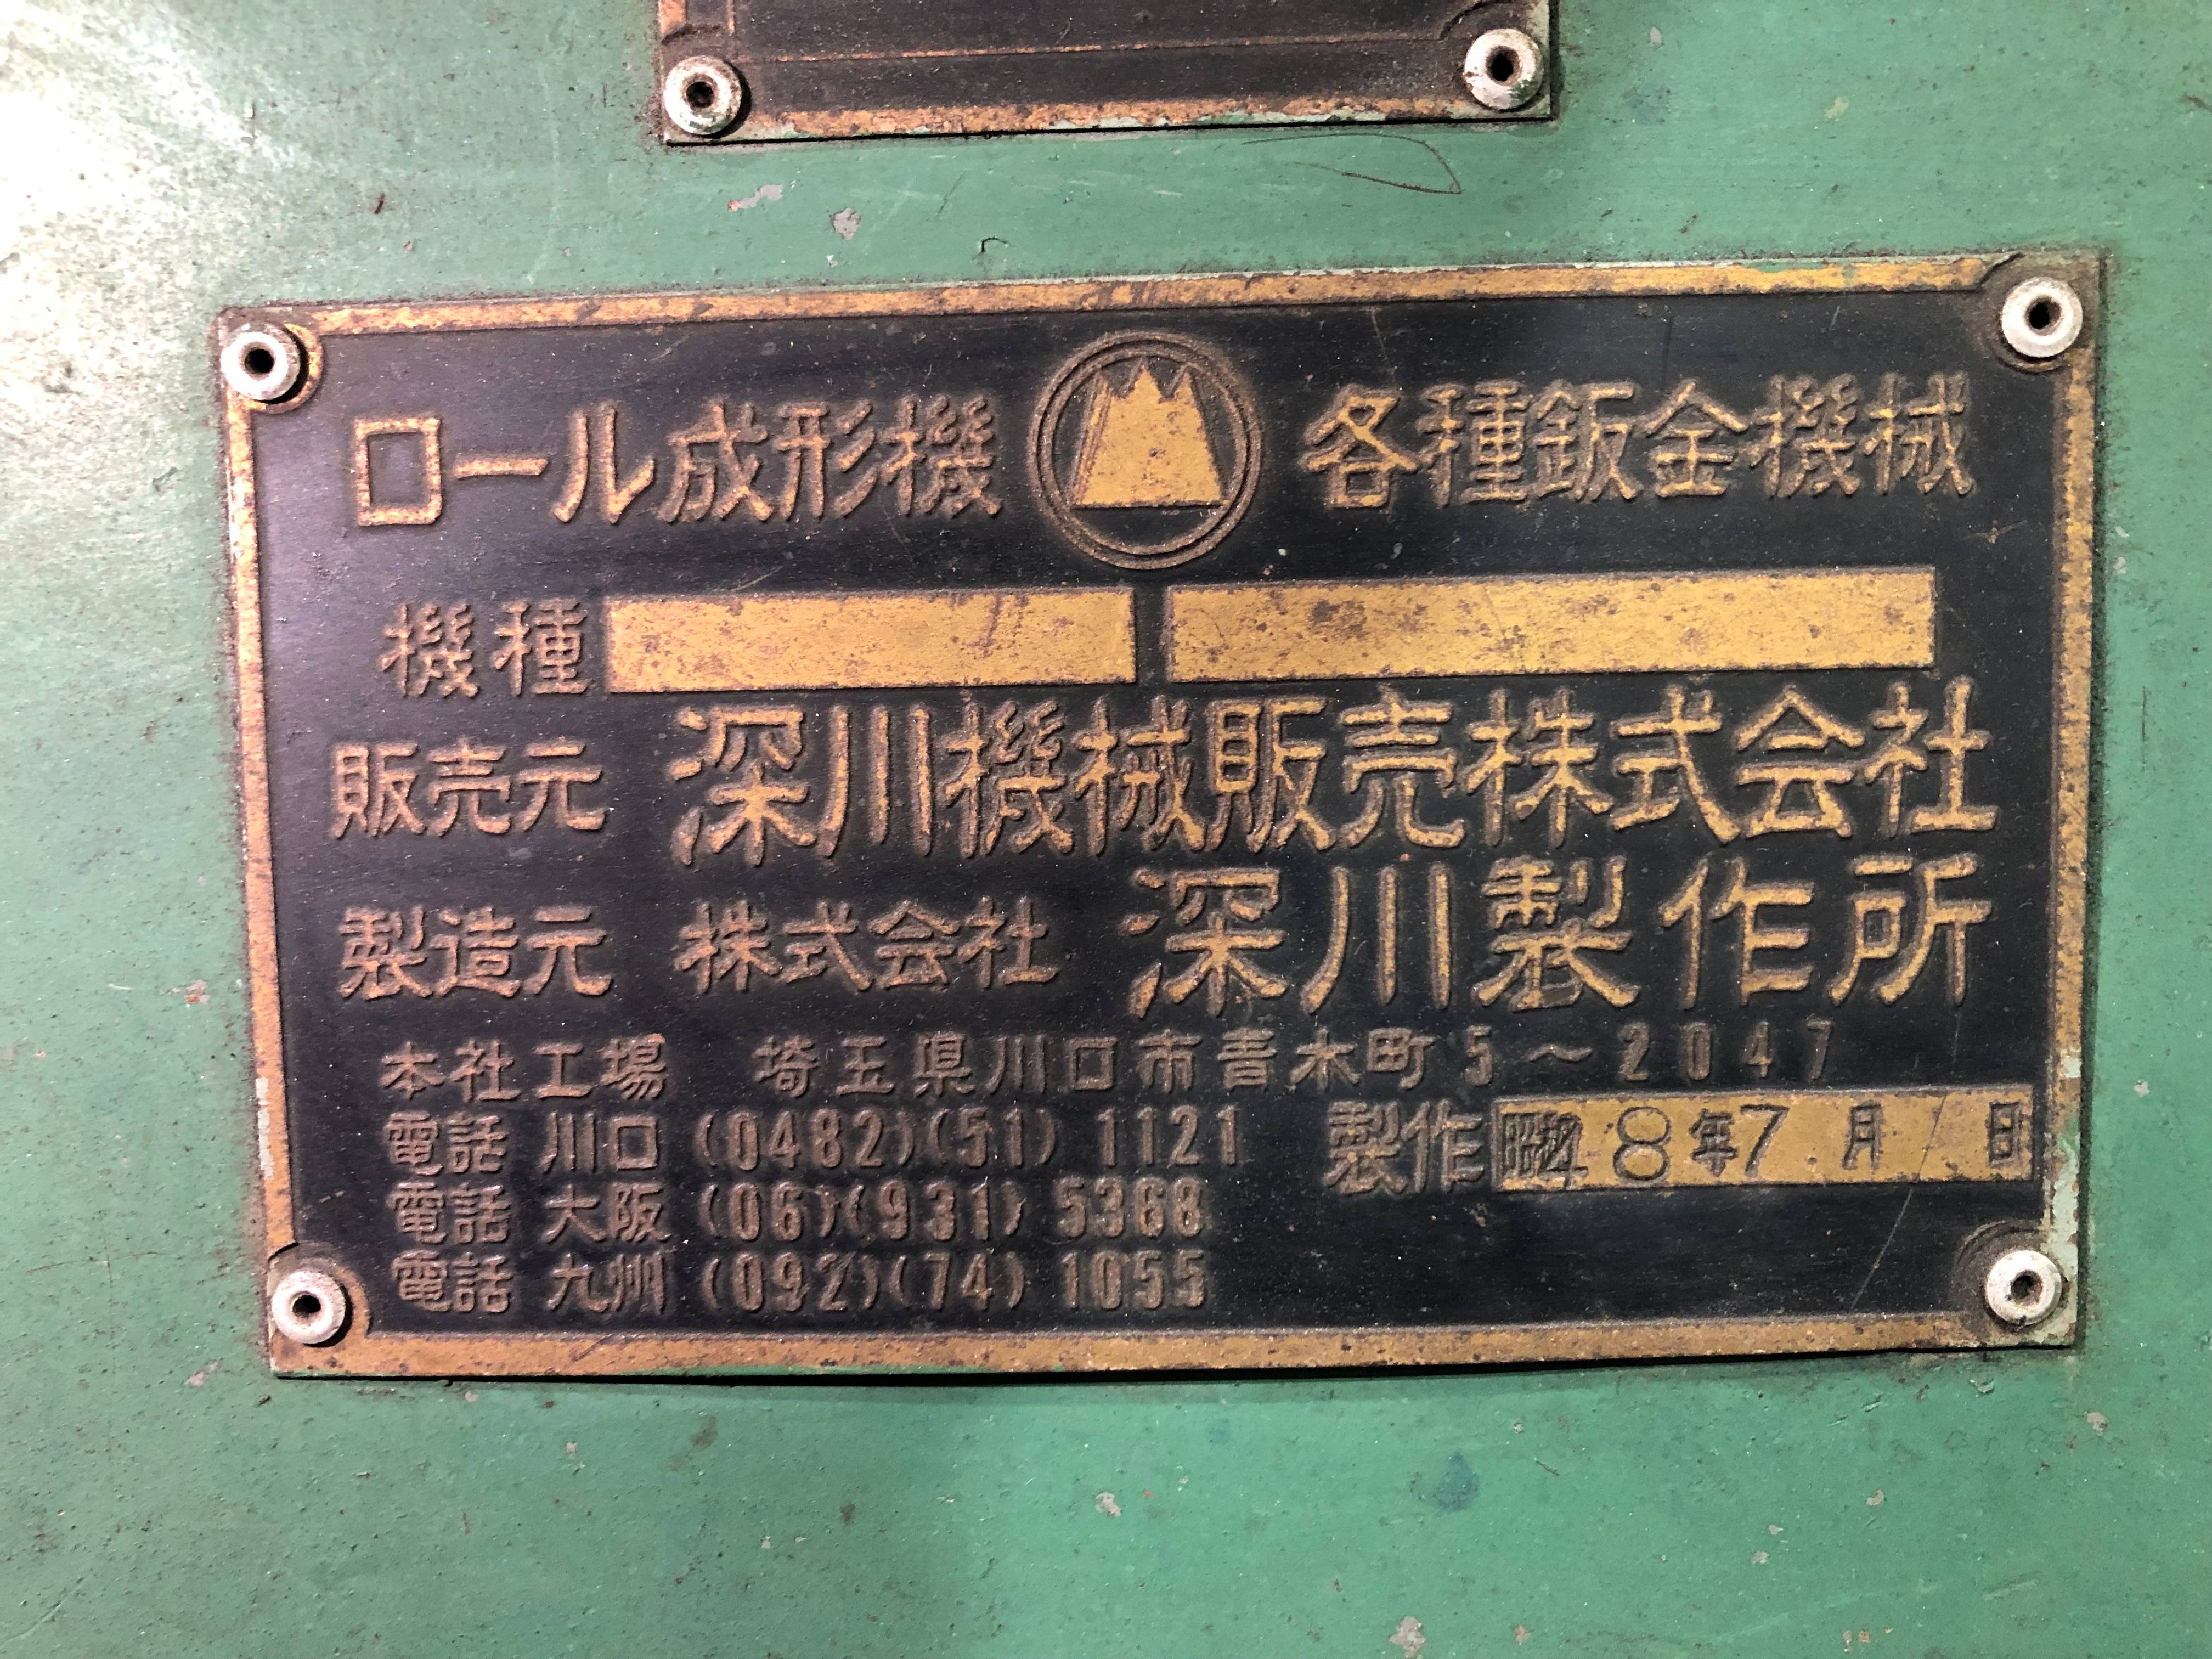 ロール成形機 各種鈑金機械
機種
販売元 深川機械販売株式会社
製造元 株式会社 深川製作所
本社工場 埼玉県川口市青木町5～2047
電話 川口 (0482)(51) 1121
製作 昭48年7月 日
電話 大阪 (06)(931) 5368
電話 九州 (092)(74) 1055